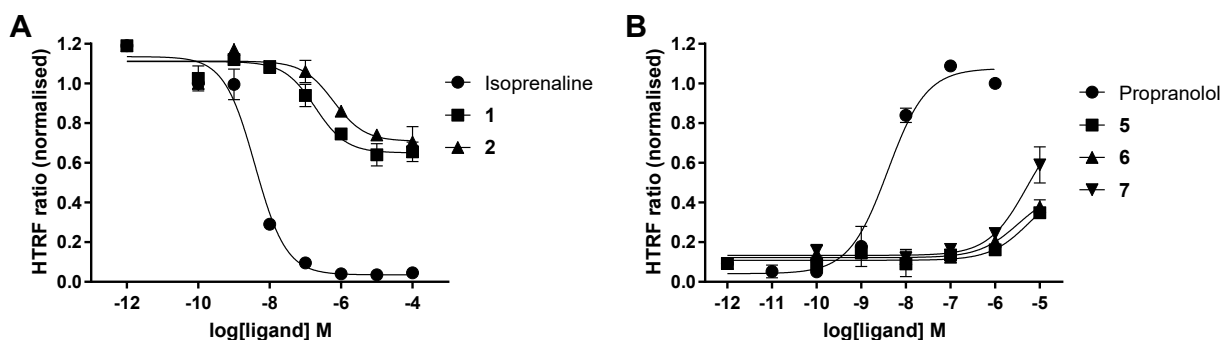 A
HTRF ratio (normalised)
1.2
1.0
0.8
0.6
0.4
0.2
0.0
-12 -10 -8 -6 -4
log[ligand] M
Isoprenaline
1
2
B
HTRF ratio (normalised)
1.2
1.0
0.8
0.6
0.4
0.2
0.0
-12 -11 -10 -9 -8 -7 -6 -5
log[ligand] M
Propranolol
5
6
7